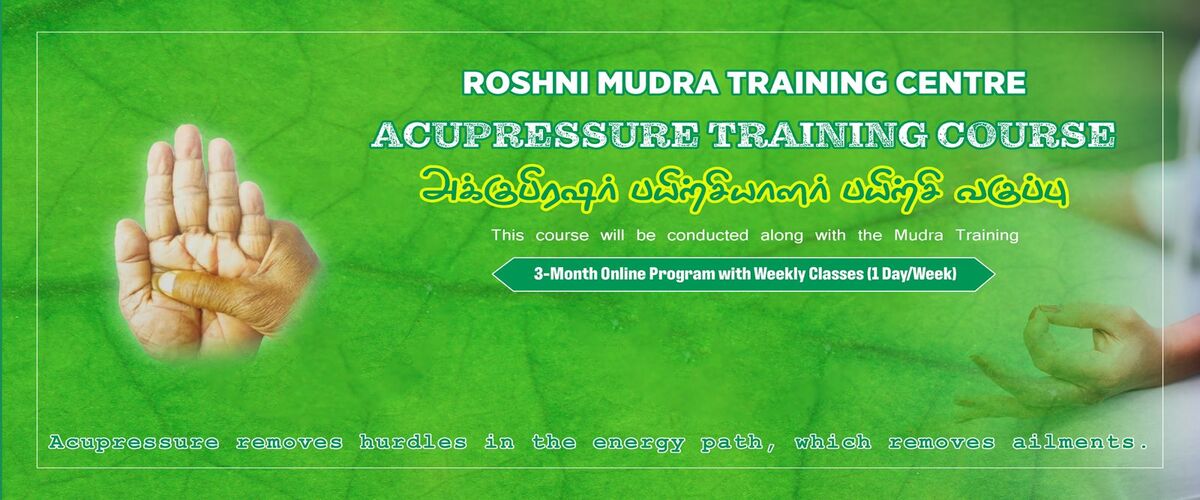 ROSHNI MUDRA TRAINING CENTRE
ACUPRESSURE TRAINING COURSE
அக்குபிரஷர் பயிற்சியாளர் பயிற்சி வகுப்பு
This course will be conducted along with the Mudra Training
3-Month Online Program with Weekly Classes (1 Day/Week)
Acupressure removes hurdles in the energy path, which removes ailments.